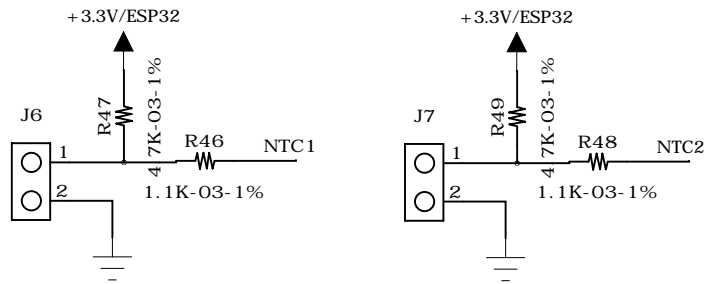 +3.3V/ESP32
R47
4.7K-03-1%
J6
1
2
R46
1.1K-03-1%
NTC1
+3.3V/ESP32
R49
4.7K-03-1%
J7
1
2
R48
1.1K-03-1%
NTC2